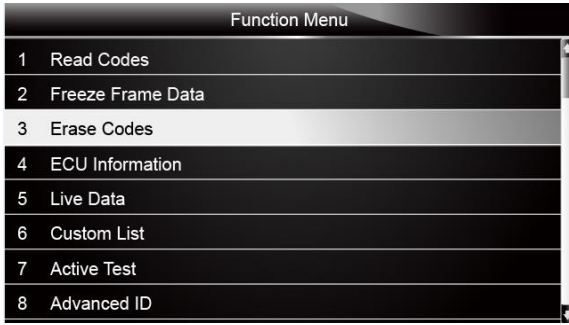 Function Menu
1 Read Codes
2 Freeze Frame Data
3 Erase Codes
4 ECU Information
5 Live Data
6 Custom List
7 Active Test
8 Advanced ID